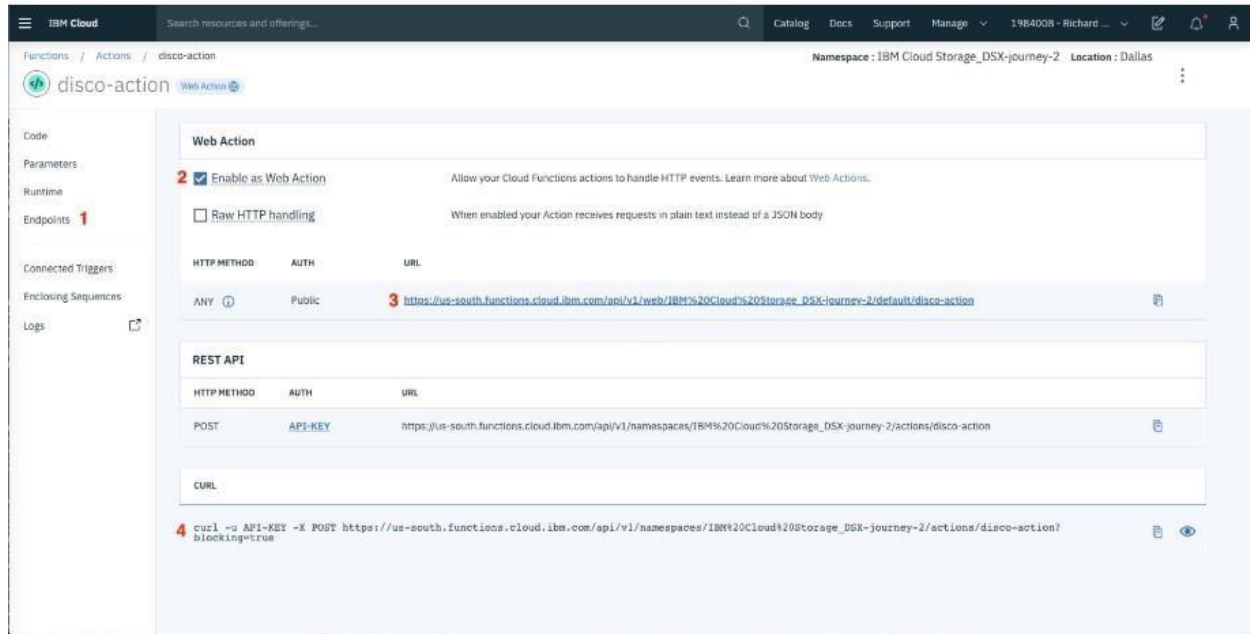 IBM Cloud
Search resources and offerings...
Catalog Docs Support Manage 1984008 - Richard ...
Functions / Actions / disco-action
Namespace : IBM Cloud Storage_DSX-journey-2 Location : Dallas
disco-action Web Action
Code
Parameters
Runtime
Endpoints 1
Connected Triggers
Enclosing Sequences
Logs
Web Action
2 Enable as Web Action Allow your Cloud Functions actions to handle HTTP events. Learn more about Web Actions.
Raw HTTP handling When enabled your Action receives requests in plain text instead of a JSON body
HTTP METHOD AUTH URL
ANY Public 3 https://us-south.functions.cloud.ibm.com/api/v1/web/IBM%20Cloud%20Storage_DSX-journey-2/default/disco-action
REST API
HTTP METHOD AUTH URL
POST API-KEY https://us-south.functions.cloud.ibm.com/api/v1/namespaces/IBM%20Cloud%20Storage_DSX-journey-2/actions/disco-action
CURL
4 curl -u API-KEY -X POST https://us-south.functions.cloud.ibm.com/api/v1/namespaces/IBM%20Cloud%20Storage_DSX-journey-2/actions/disco-action?
blocking=true